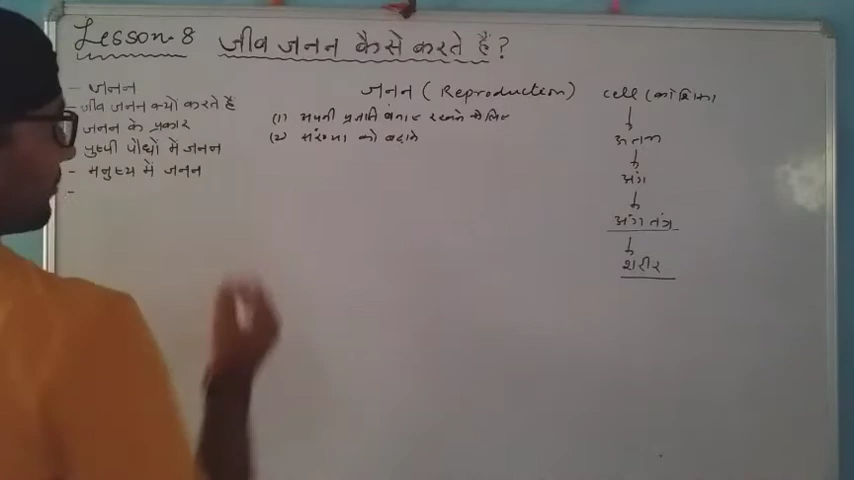 Lesson-8 जीव जनन कैसे करते हैं?
- जनन
- जीव जनन क्यो करते हैं
जनन के प्रकार
पुष्पी पौधों में जनन
- मनुष्य में जनन
-
जनन (Reproduction)
(1) अपनी प्रजाति बनाए रखने के लिए
(2) संख्या को बढ़ाने
cell (कोशिका)
↓
ऊतक
↓
अंग
↓
अंग तंत्र
↓
शरीर